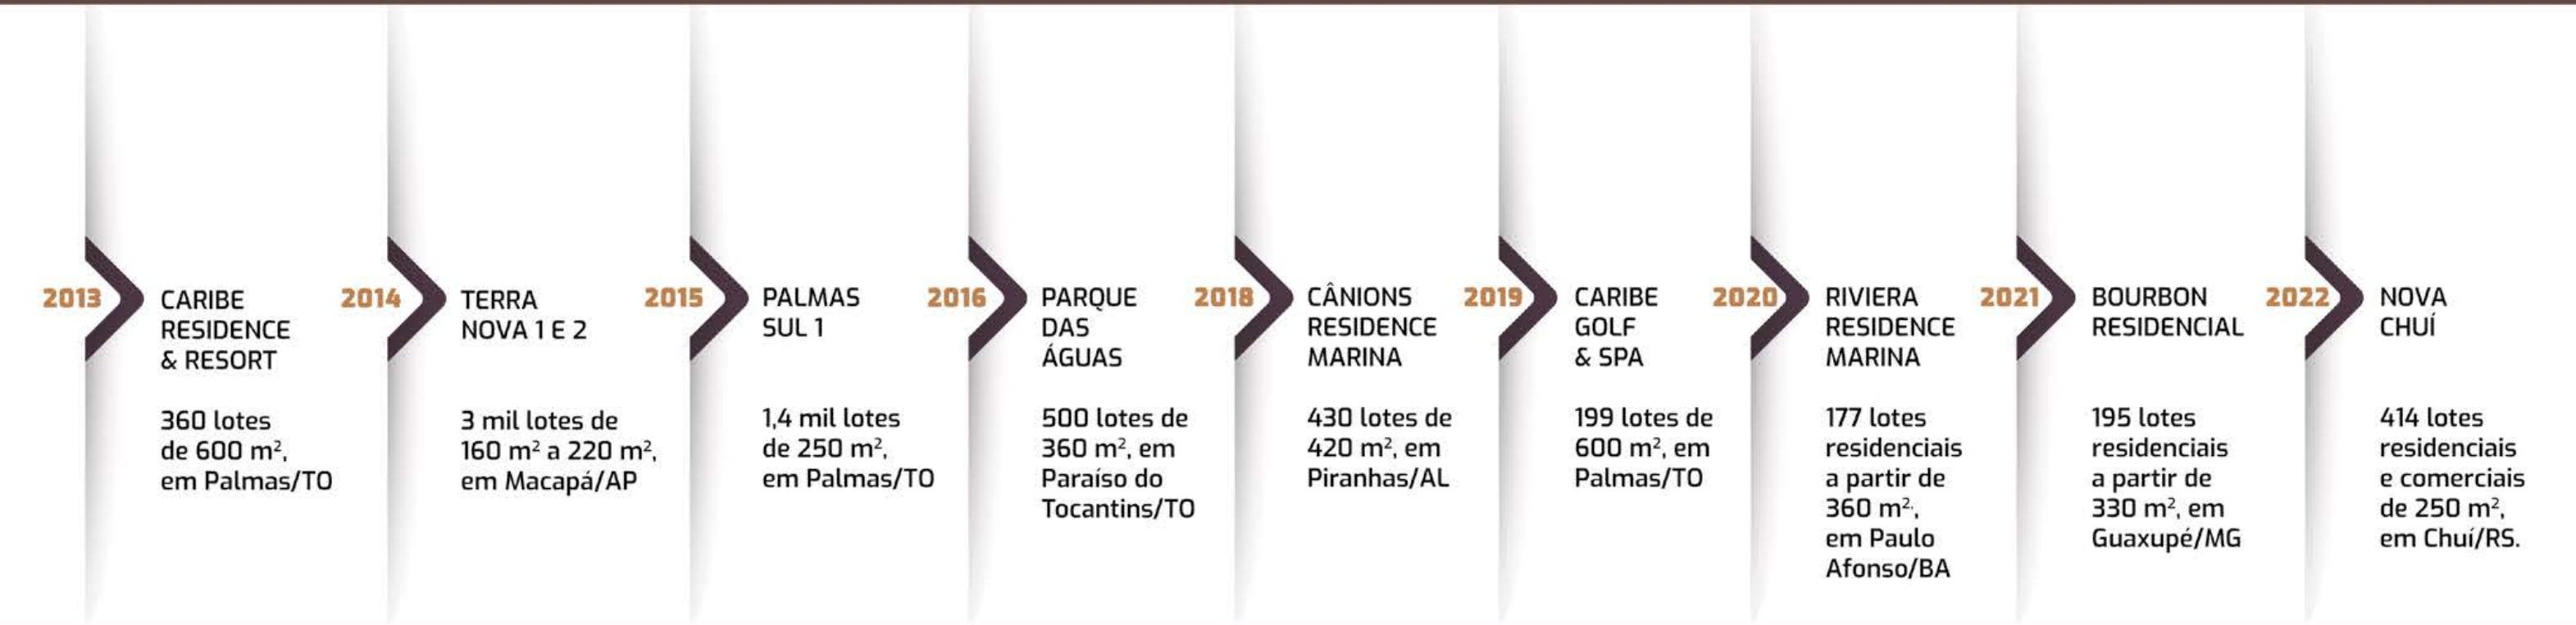 2013
CARIBE
RESIDENCE
& RESORT
360 lotes
de 600 m²,
em Palmas/TO
2014
TERRA
NOVA 1 E 2
3 mil lotes de
160 m² a 220 m²,
em Macapá/AP
2015
PALMAS
SUL 1
1,4 mil lotes
de 250 m²,
em Palmas/TO
2016
PARQUE
DAS
ÁGUAS
500 lotes de
360 m², em
Paraíso do
Tocantins/TO
2018
CÂNIONS
RESIDENCE
MARINA
430 lotes de
420 m², em
Piranhas/AL
2019
CARIBE
GOLF
& SPA
199 lotes de
600 m², em
Palmas/TO
2020
RIVIERA
RESIDENCE
MARINA
177 lotes
residenciais
a partir de
360 m²,
em Paulo
Afonso/BA
2021
BOURBON
RESIDENCIAL
195 lotes
residenciais
a partir de
330 m², em
Guaxupé/MG
2022
NOVA
CHUÍ
414 lotes
residenciais
e comerciais
de 250 m²,
em Chuí/RS.